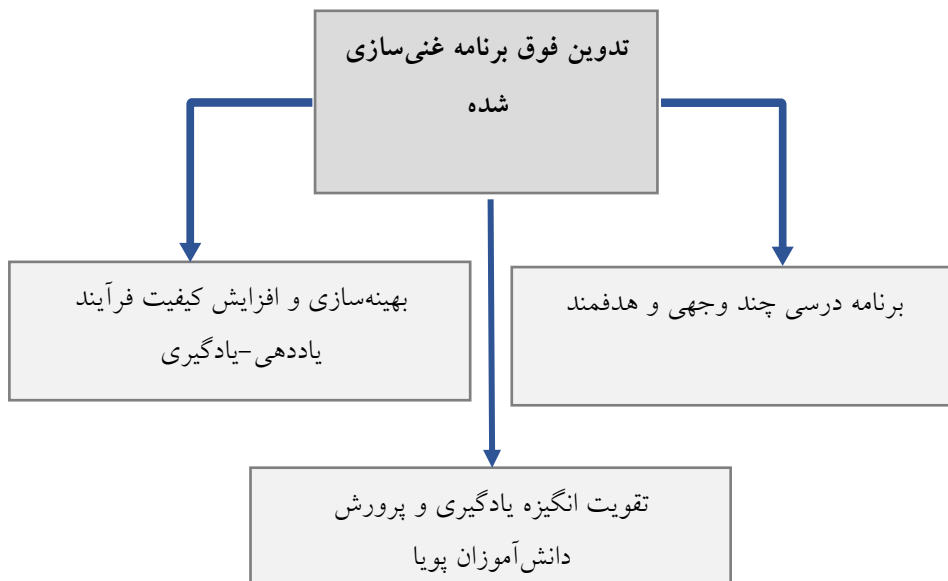 تدوین فوق برنامه غنی‌سازی
شده
برنامه درسی چند وجهی و هدفمند
بهینه‌سازی و افزایش کیفیت فرآیند
یاددهی-یادگیری
تقویت انگیزه یادگیری و پرورش
دانش‌آموزان پویا